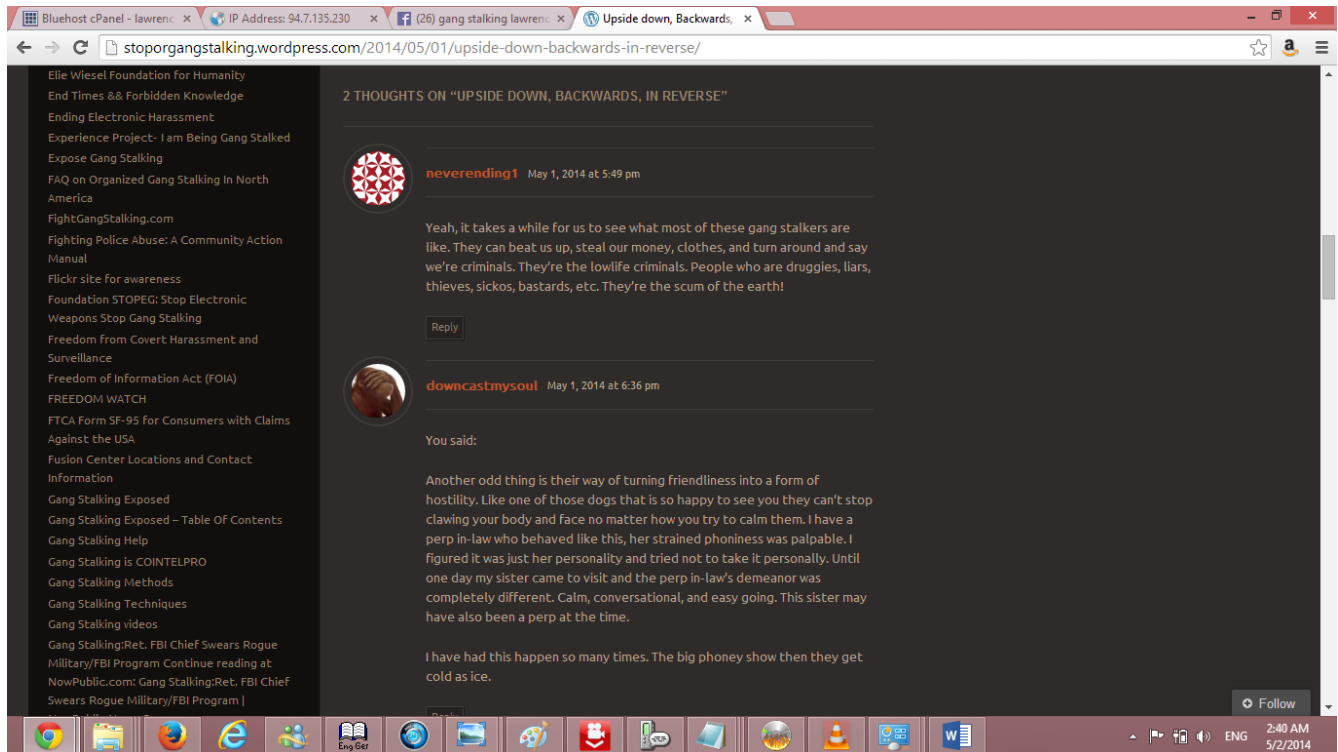 Bluehost cPanel - lawrenc
IP Address: 94.7.135.230
(26) gang stalking lawrenc
Upside down, Backwards,
stoporgangstalking.wordpress.com/2014/05/01/upside-down-backwards-in-reverse/
Elie Wiesel Foundation for Humanity
End Times && Forbidden Knowledge
Ending Electronic Harassment
Experience Project- I am Being Gang Stalked
Expose Gang Stalking
FAQ on Organized Gang Stalking In North
America
FightGangStalking.com
Fighting Police Abuse: A Community Action
Manual
Flickr site for awareness
Foundation STOPEG: Stop Electronic
Weapons Stop Gang Stalking
Freedom from Covert Harassment and
Surveillance
Freedom of Information Act (FOIA)
FREEDOM WATCH
FTCA Form SF-95 for Consumers with Claims
Against the USA
Fusion Center Locations and Contact
Information
Gang Stalking Exposed
Gang Stalking Exposed – Table Of Contents
Gang Stalking Help
Gang Stalking is COINTELPRO
Gang Stalking Methods
Gang Stalking Techniques
Gang Stalking videos
Gang Stalking:Ret. FBI Chief Swears Rogue
Military/FBI Program Continue reading at
NowPublic.com: Gang Stalking:Ret. FBI Chief
Swears Rogue Military/FBI Program |
2 THOUGHTS ON “UPSIDE DOWN, BACKWARDS, IN REVERSE”
neverending1 May 1, 2014 at 5:49 pm
Yeah, it takes a while for us to see what most of these gang stalkers are
like. They can beat us up, steal our money, clothes, and turn around and say
we’re criminals. They’re the lowlife criminals. People who are druggies, liars,
thieves, sickos, bastards, etc. They’re the scum of the earth!
Reply
downcastmysoul May 1, 2014 at 6:36 pm
You said:
Another odd thing is their way of turning friendliness into a form of
hostility. Like one of those dogs that is so happy to see you they can’t stop
clawing your body and face no matter how you try to calm them. I have a
perp in-law who behaved like this, her strained phoniness was palpable. I
figured it was just her personality and tried not to take it personally. Until
one day my sister came to visit and the perp in-law’s demeanor was
completely different. Calm, conversational, and easy going. This sister may
have also been a perp at the time.
I have had this happen so many times. The big phoney show then they get
cold as ice.
Follow
Eng Ger
ENG
2:40 AM
5/2/2014